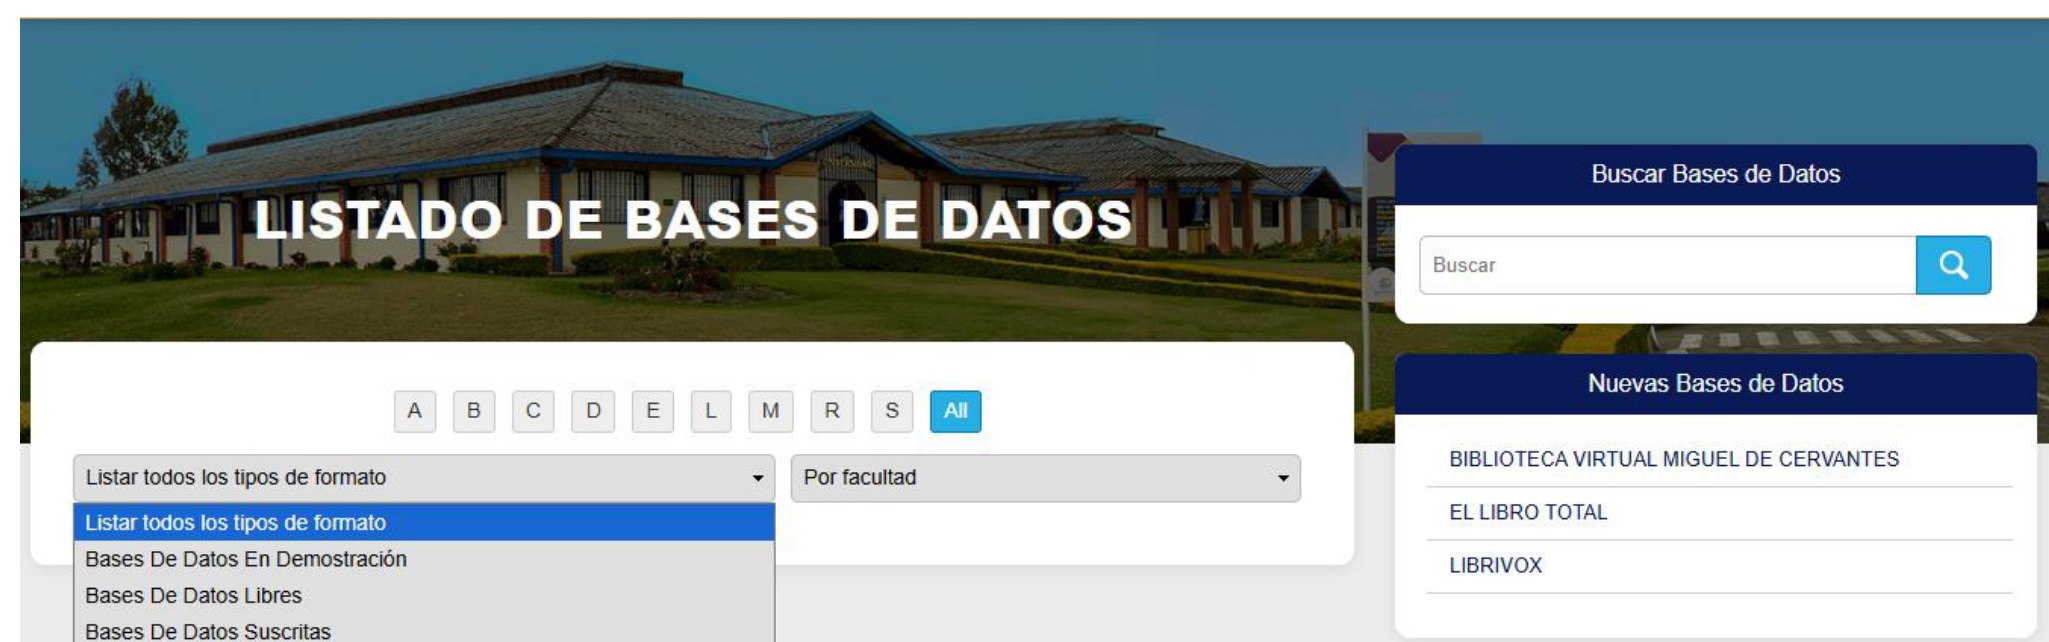 LISTADO DE BASES DE DATOS
A B C D E L M R S All
Listar todos los tipos de formato
Por facultad
Listar todos los tipos de formato
Bases De Datos En Demostración
Bases De Datos Libres
Bases De Datos Suscritas
Buscar Bases de Datos
Buscar
Nuevas Bases de Datos
BIBLIOTECA VIRTUAL MIGUEL DE CERVANTES
EL LIBRO TOTAL
LIBRIVOX